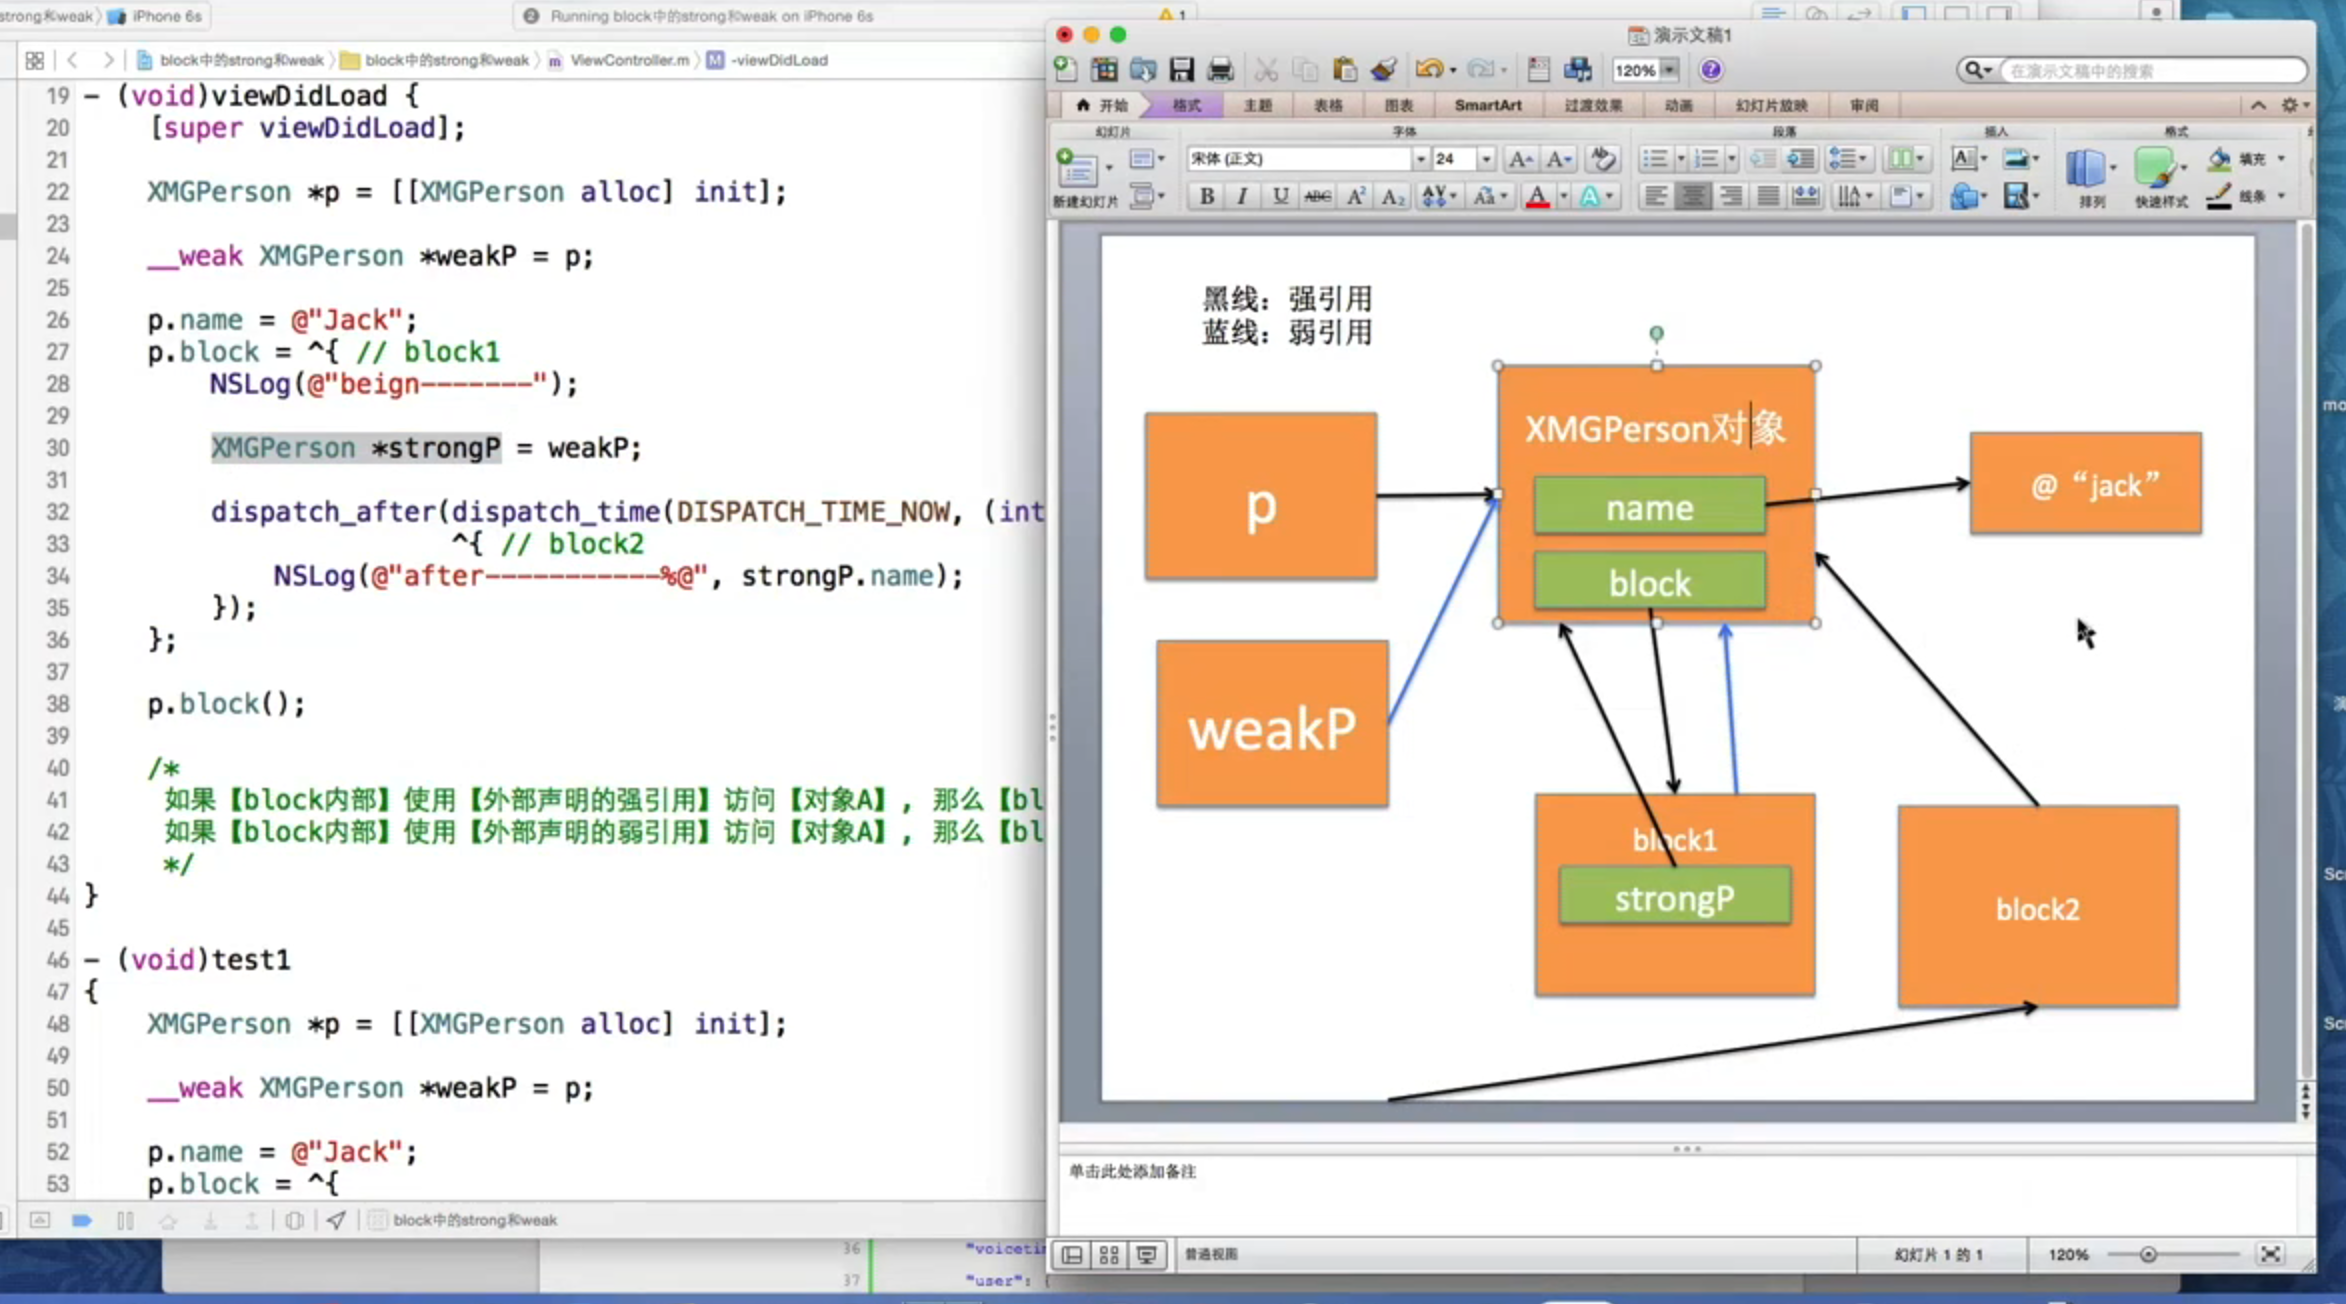 strong和weak
iPhone 6s
Running block中的strong和weak on iPhone 6s
1
block中的strong和weak
block中的strong和weak
ViewController.m
-viewDidLoad
19 - (void)viewDidLoad {
20 [super viewDidLoad];
21
22 XMGPerson *p = [[XMGPerson alloc] init];
23
24 __weak XMGPerson *weakP = p;
25
26 p.name = @"Jack";
27 p.block = ^{ // block1
28 NSLog(@"beign-------");
29
30 XMGPerson *strongP = weakP;
31
32 dispatch_after(dispatch_time(DISPATCH_TIME_NOW, (int
33 ^{ // block2
34 NSLog(@"after-----------%@", strongP.name);
35 });
36 };
37
38 p.block();
39
40 /*
41 如果【block内部】使用【外部声明的强引用】访问【对象A】, 那么【bl
42 如果【block内部】使用【外部声明的弱引用】访问【对象A】, 那么【bl
43 */
44 }
45
46 - (void)test1
47 {
48 XMGPerson *p = [[XMGPerson alloc] init];
49
50 __weak XMGPerson *weakP = p;
51
52 p.name = @"Jack";
53 p.block = ^{
block中的strong和weak
36 "voiceti
37 "user": {
演示文稿1
120%
在演示文稿中的搜索
开始 格式 主题 表格 图表 SmartArt 过渡效果 动画 幻灯片放映 审阅
幻灯片 字体 段落 插入 格式
宋体 (正文) 24
填充
新建幻灯片
B I U ABC A² A₂
排列 快速样式 线条
黑线：强引用
蓝线：弱引用
XMGPerson对象
p
name
@“jack”
block
weakP
block1
strongP
block2
单击此处添加备注
普通视图
幻灯片 1 的 1
120%